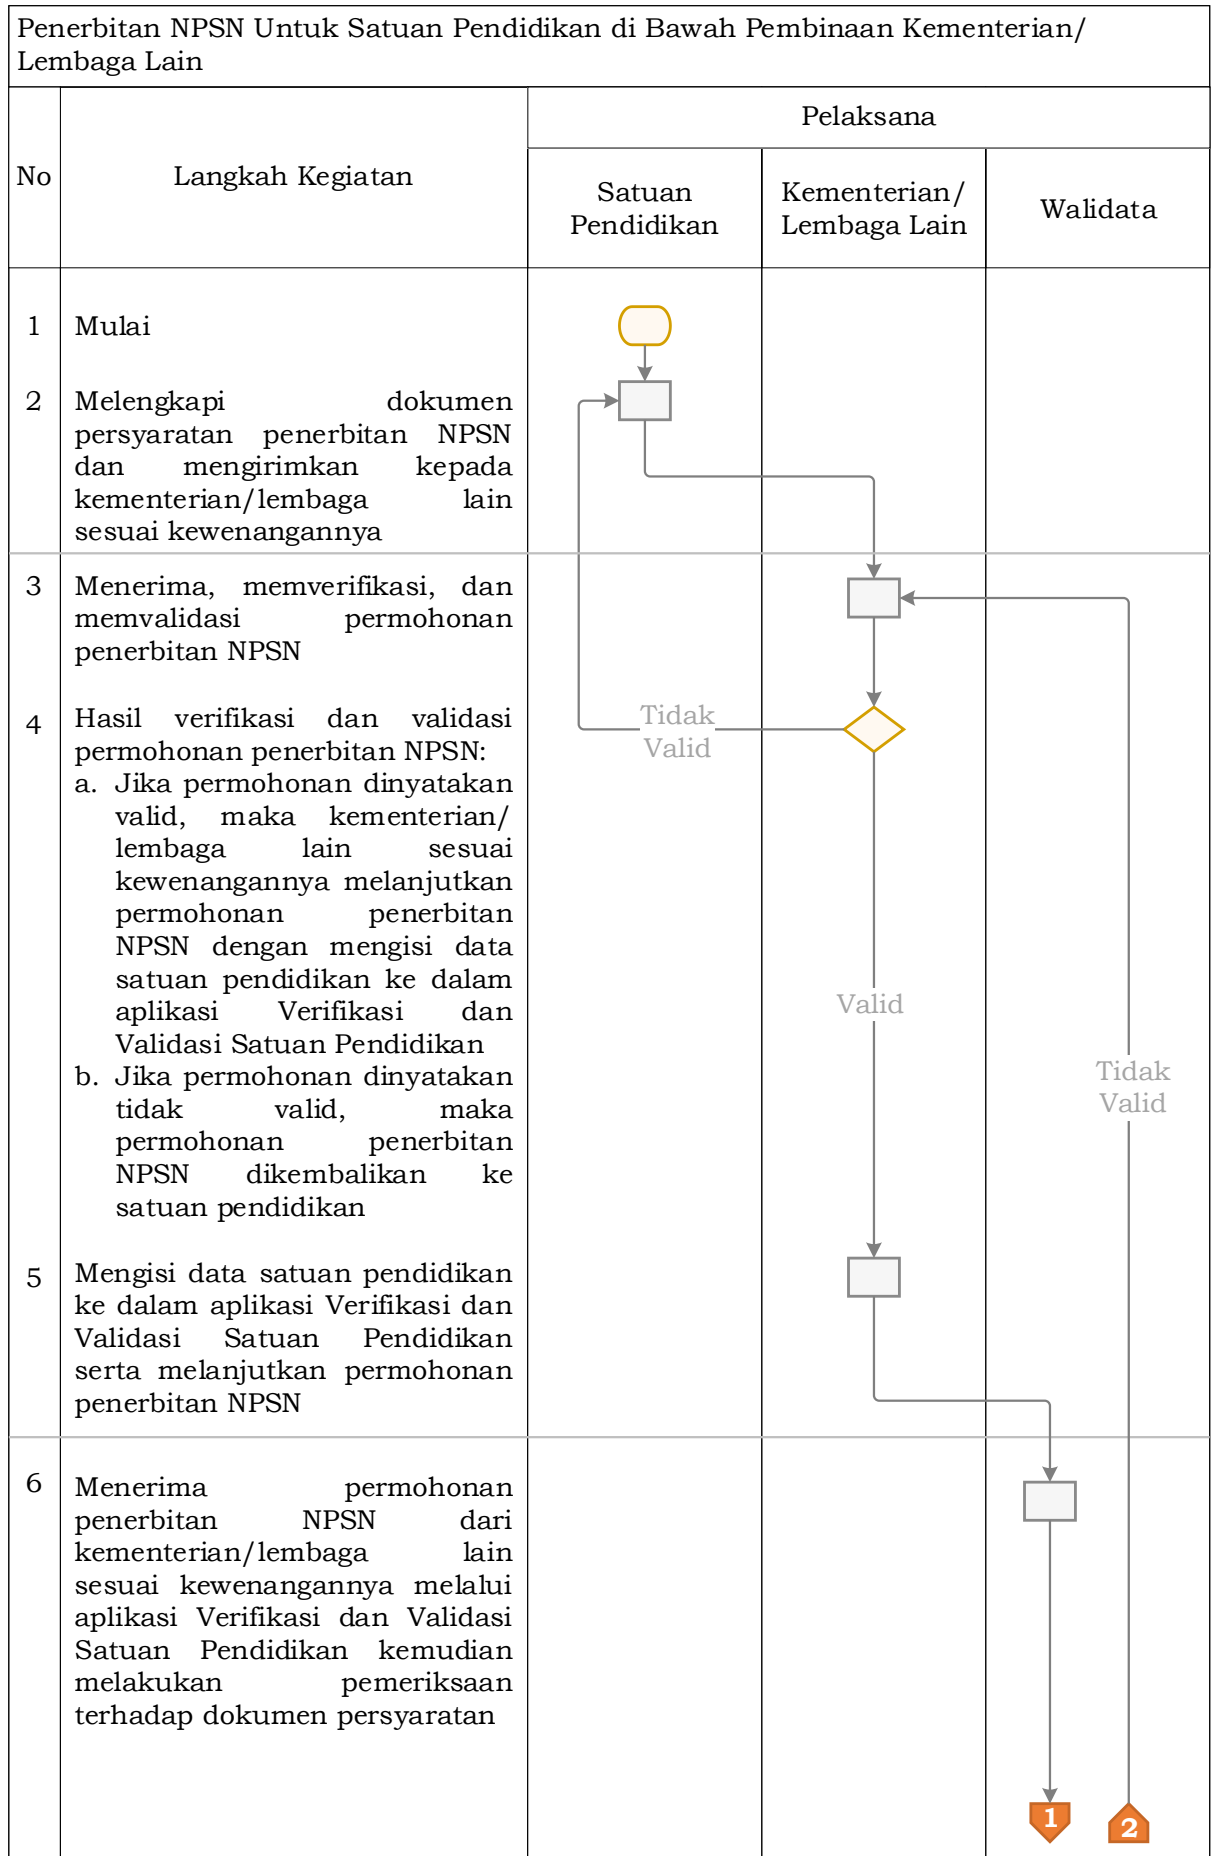 Penerbitan NPSN Untuk Satuan Pendidikan di Bawah Pembinaan Kementerian/
Lembaga Lain
No
Langkah Kegiatan
Pelaksana
Satuan
Pendidikan
Kementerian/
Lembaga Lain
Walidata
1
Mulai
2
Melengkapi dokumen
persyaratan penerbitan NPSN
dan mengirimkan kepada
kementerian/lembaga lain
sesuai kewenangannya
3
Menerima, memverifikasi, dan
memvalidasi permohonan
penerbitan NPSN
4
Hasil verifikasi dan validasi
permohonan penerbitan NPSN:
a. Jika permohonan dinyatakan
valid, maka kementerian/
lembaga lain sesuai
kewenangannya melanjutkan
permohonan penerbitan
NPSN dengan mengisi data
satuan pendidikan ke dalam
aplikasi Verifikasi dan
Validasi Satuan Pendidikan
b. Jika permohonan dinyatakan
tidak valid, maka
permohonan penerbitan
NPSN dikembalikan ke
satuan pendidikan
Tidak
Valid
Valid
Tidak
Valid
5
Mengisi data satuan pendidikan
ke dalam aplikasi Verifikasi dan
Validasi Satuan Pendidikan
serta melanjutkan permohonan
penerbitan NPSN
6
Menerima permohonan
penerbitan NPSN dari
kementerian/lembaga lain
sesuai kewenangannya melalui
aplikasi Verifikasi dan Validasi
Satuan Pendidikan kemudian
melakukan pemeriksaan
terhadap dokumen persyaratan
1
2